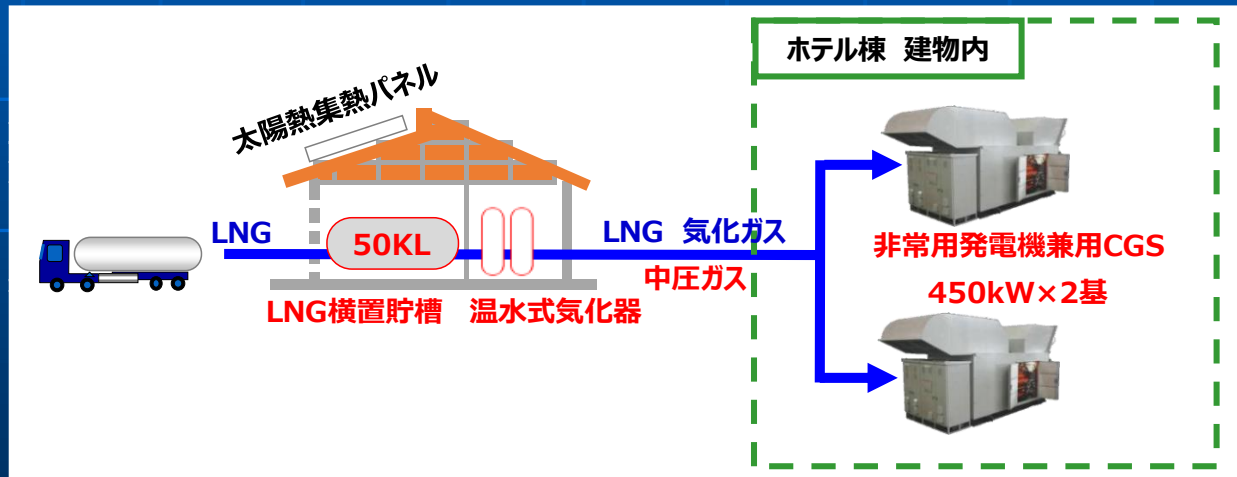 ホテル棟 建物内
太陽熱集熱パネル
LNG
50KL
LNG 気化ガス
中圧ガス
LNG横置貯槽 温水式気化器
非常用発電機兼用CGS
450kW×2基